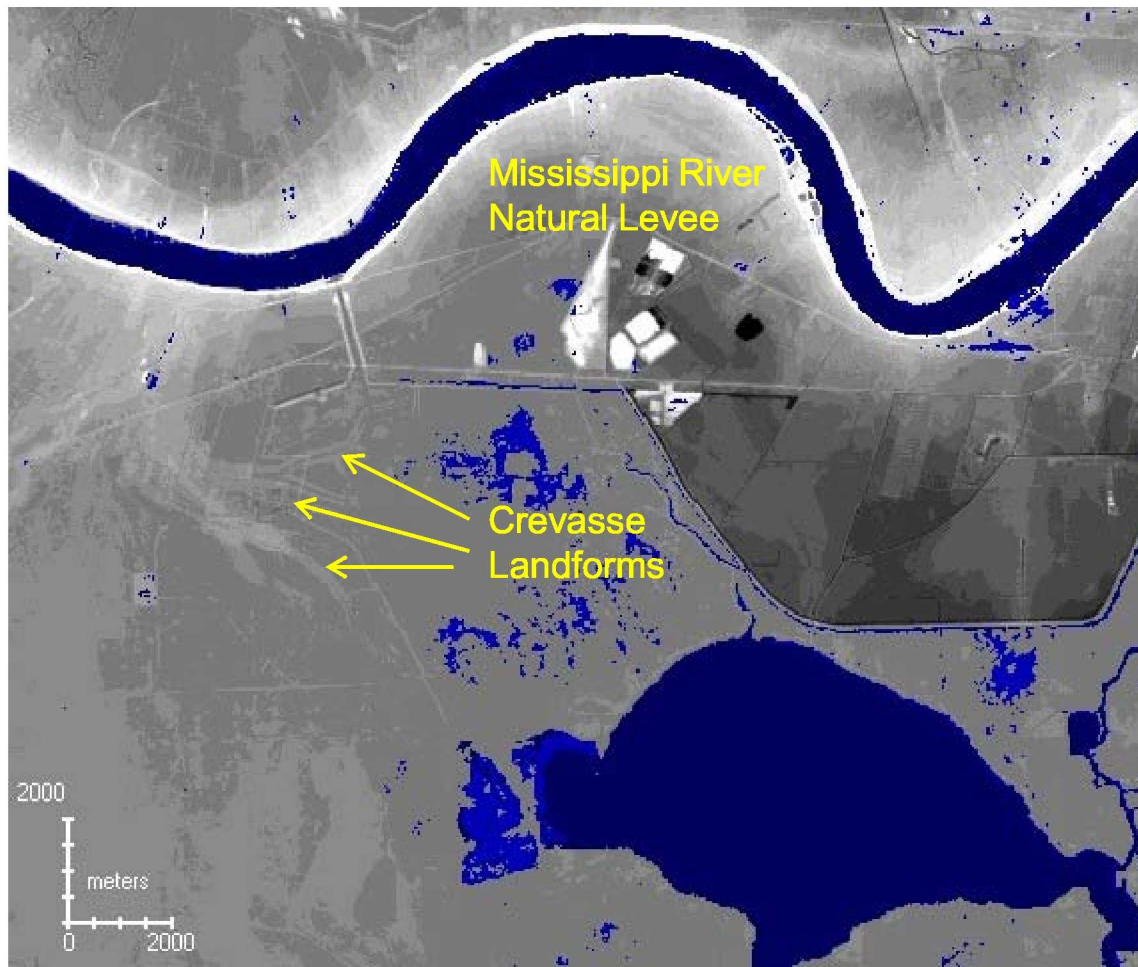 Mississippi River
Natural Levee
Crevasse
Landforms
2000
meters
0 2000